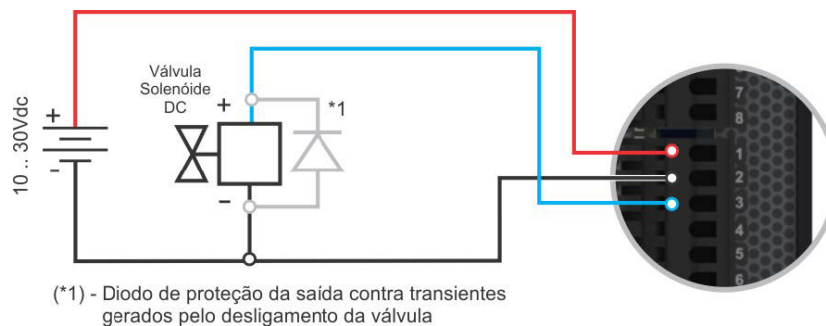 10 .. 30Vdc
+
-
Válvula
Solenóide
DC
+
-
*1
7
8
1
2
3
4
5
6
(*1) - Diodo de proteção da saída contra transientes
gerados pelo desligamento da válvula